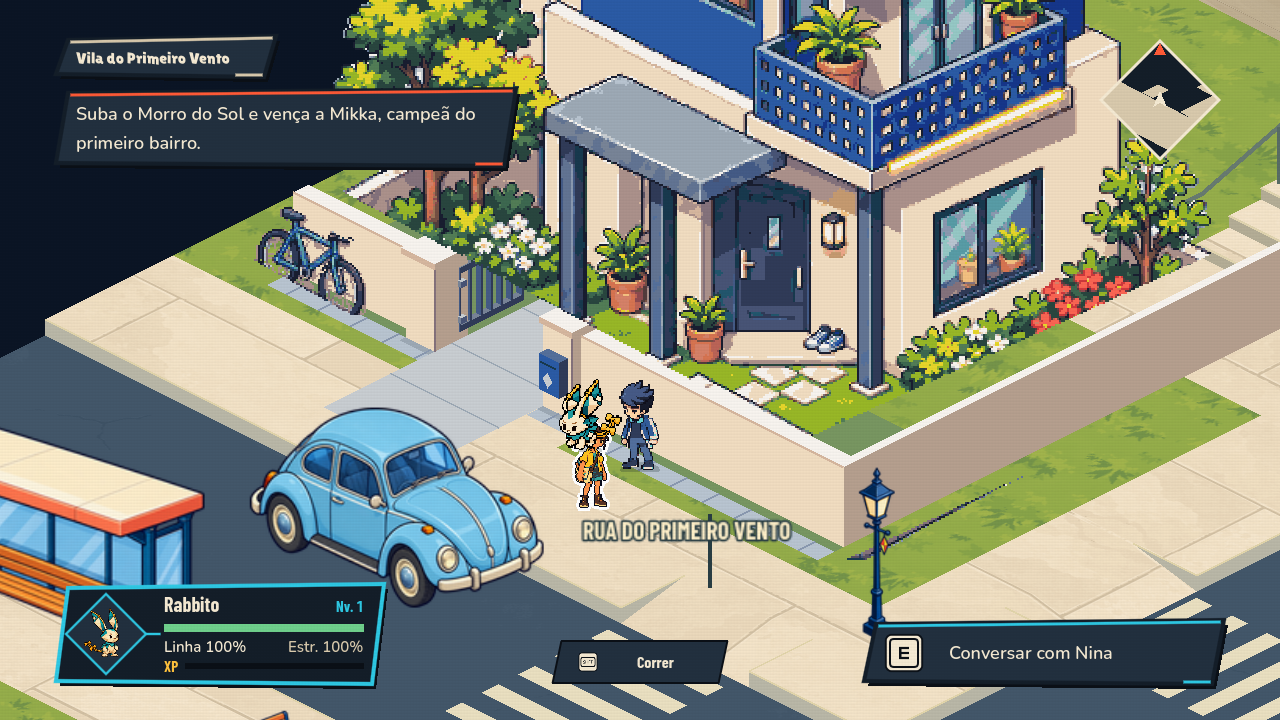 Vila do Primeiro Vento
Suba o Morro do Sol e vença a Mikka, campeã do
primeiro bairro.
RUA DO PRIMEIRO VENTO
Rabbito
Nv. 1
Linha 100%
Estr. 100%
XP
Correr
E
Conversar com Nina